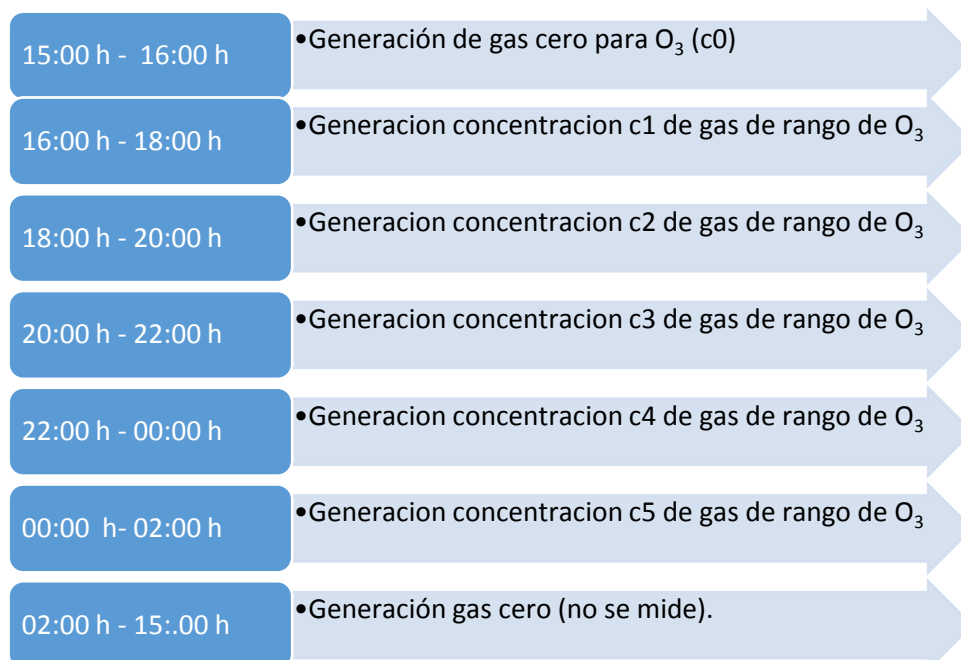 15:00 h - 16:00 h
•Generación de gas cero para O₃ (c0)
16:00 h - 18:00 h
•Generacion concentracion c1 de gas de rango de O₃
18:00 h - 20:00 h
•Generacion concentracion c2 de gas de rango de O₃
20:00 h - 22:00 h
•Generacion concentracion c3 de gas de rango de O₃
22:00 h - 00:00 h
•Generacion concentracion c4 de gas de rango de O₃
00:00 h- 02:00 h
•Generacion concentracion c5 de gas de rango de O₃
02:00 h - 15:.00 h
•Generación gas cero (no se mide).